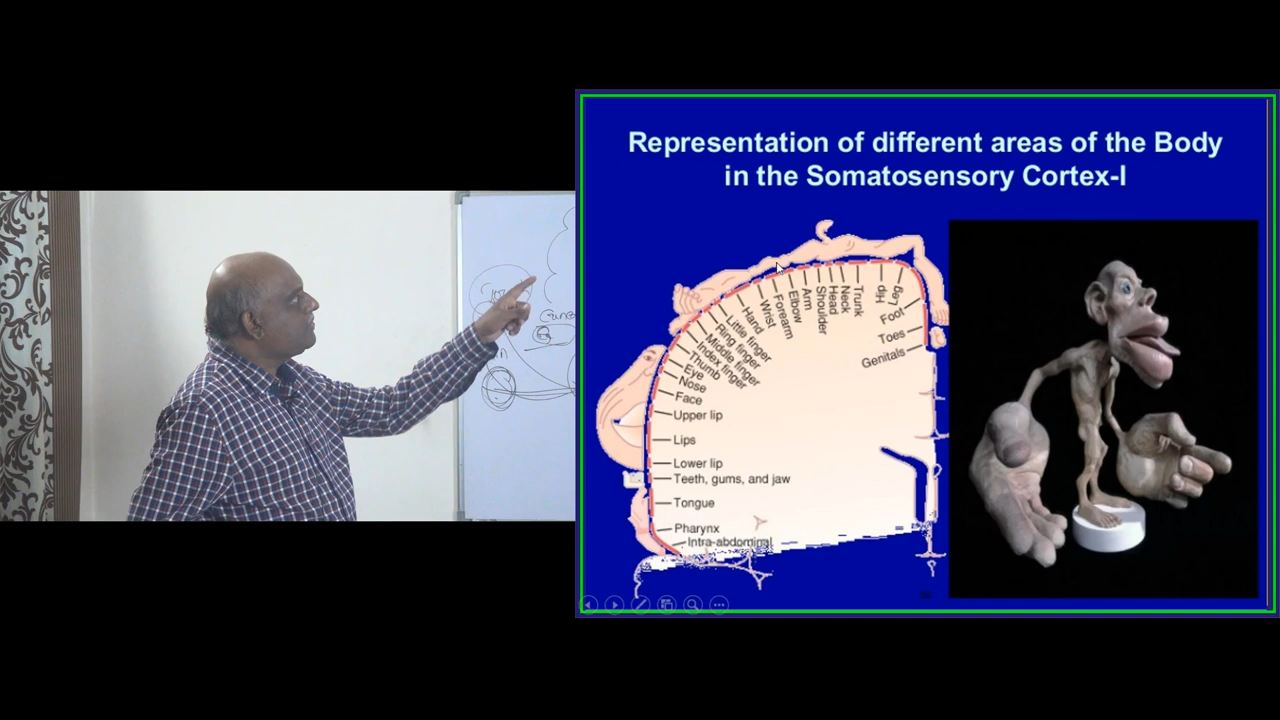 Representation of different areas of the Body
in the Somatosensory Cortex-I
Genitals
Toes
Foot
Leg
Hip
Trunk
Neck
Head
Shoulder
Arm
Elbow
Forearm
Wrist
Hand
Little finger
Ring finger
Middle finger
Index finger
Thumb
Eye
Nose
Face
Upper lip
Lips
Lower lip
Teeth, gums, and jaw
Tongue
Pharynx
Intra-abdominal